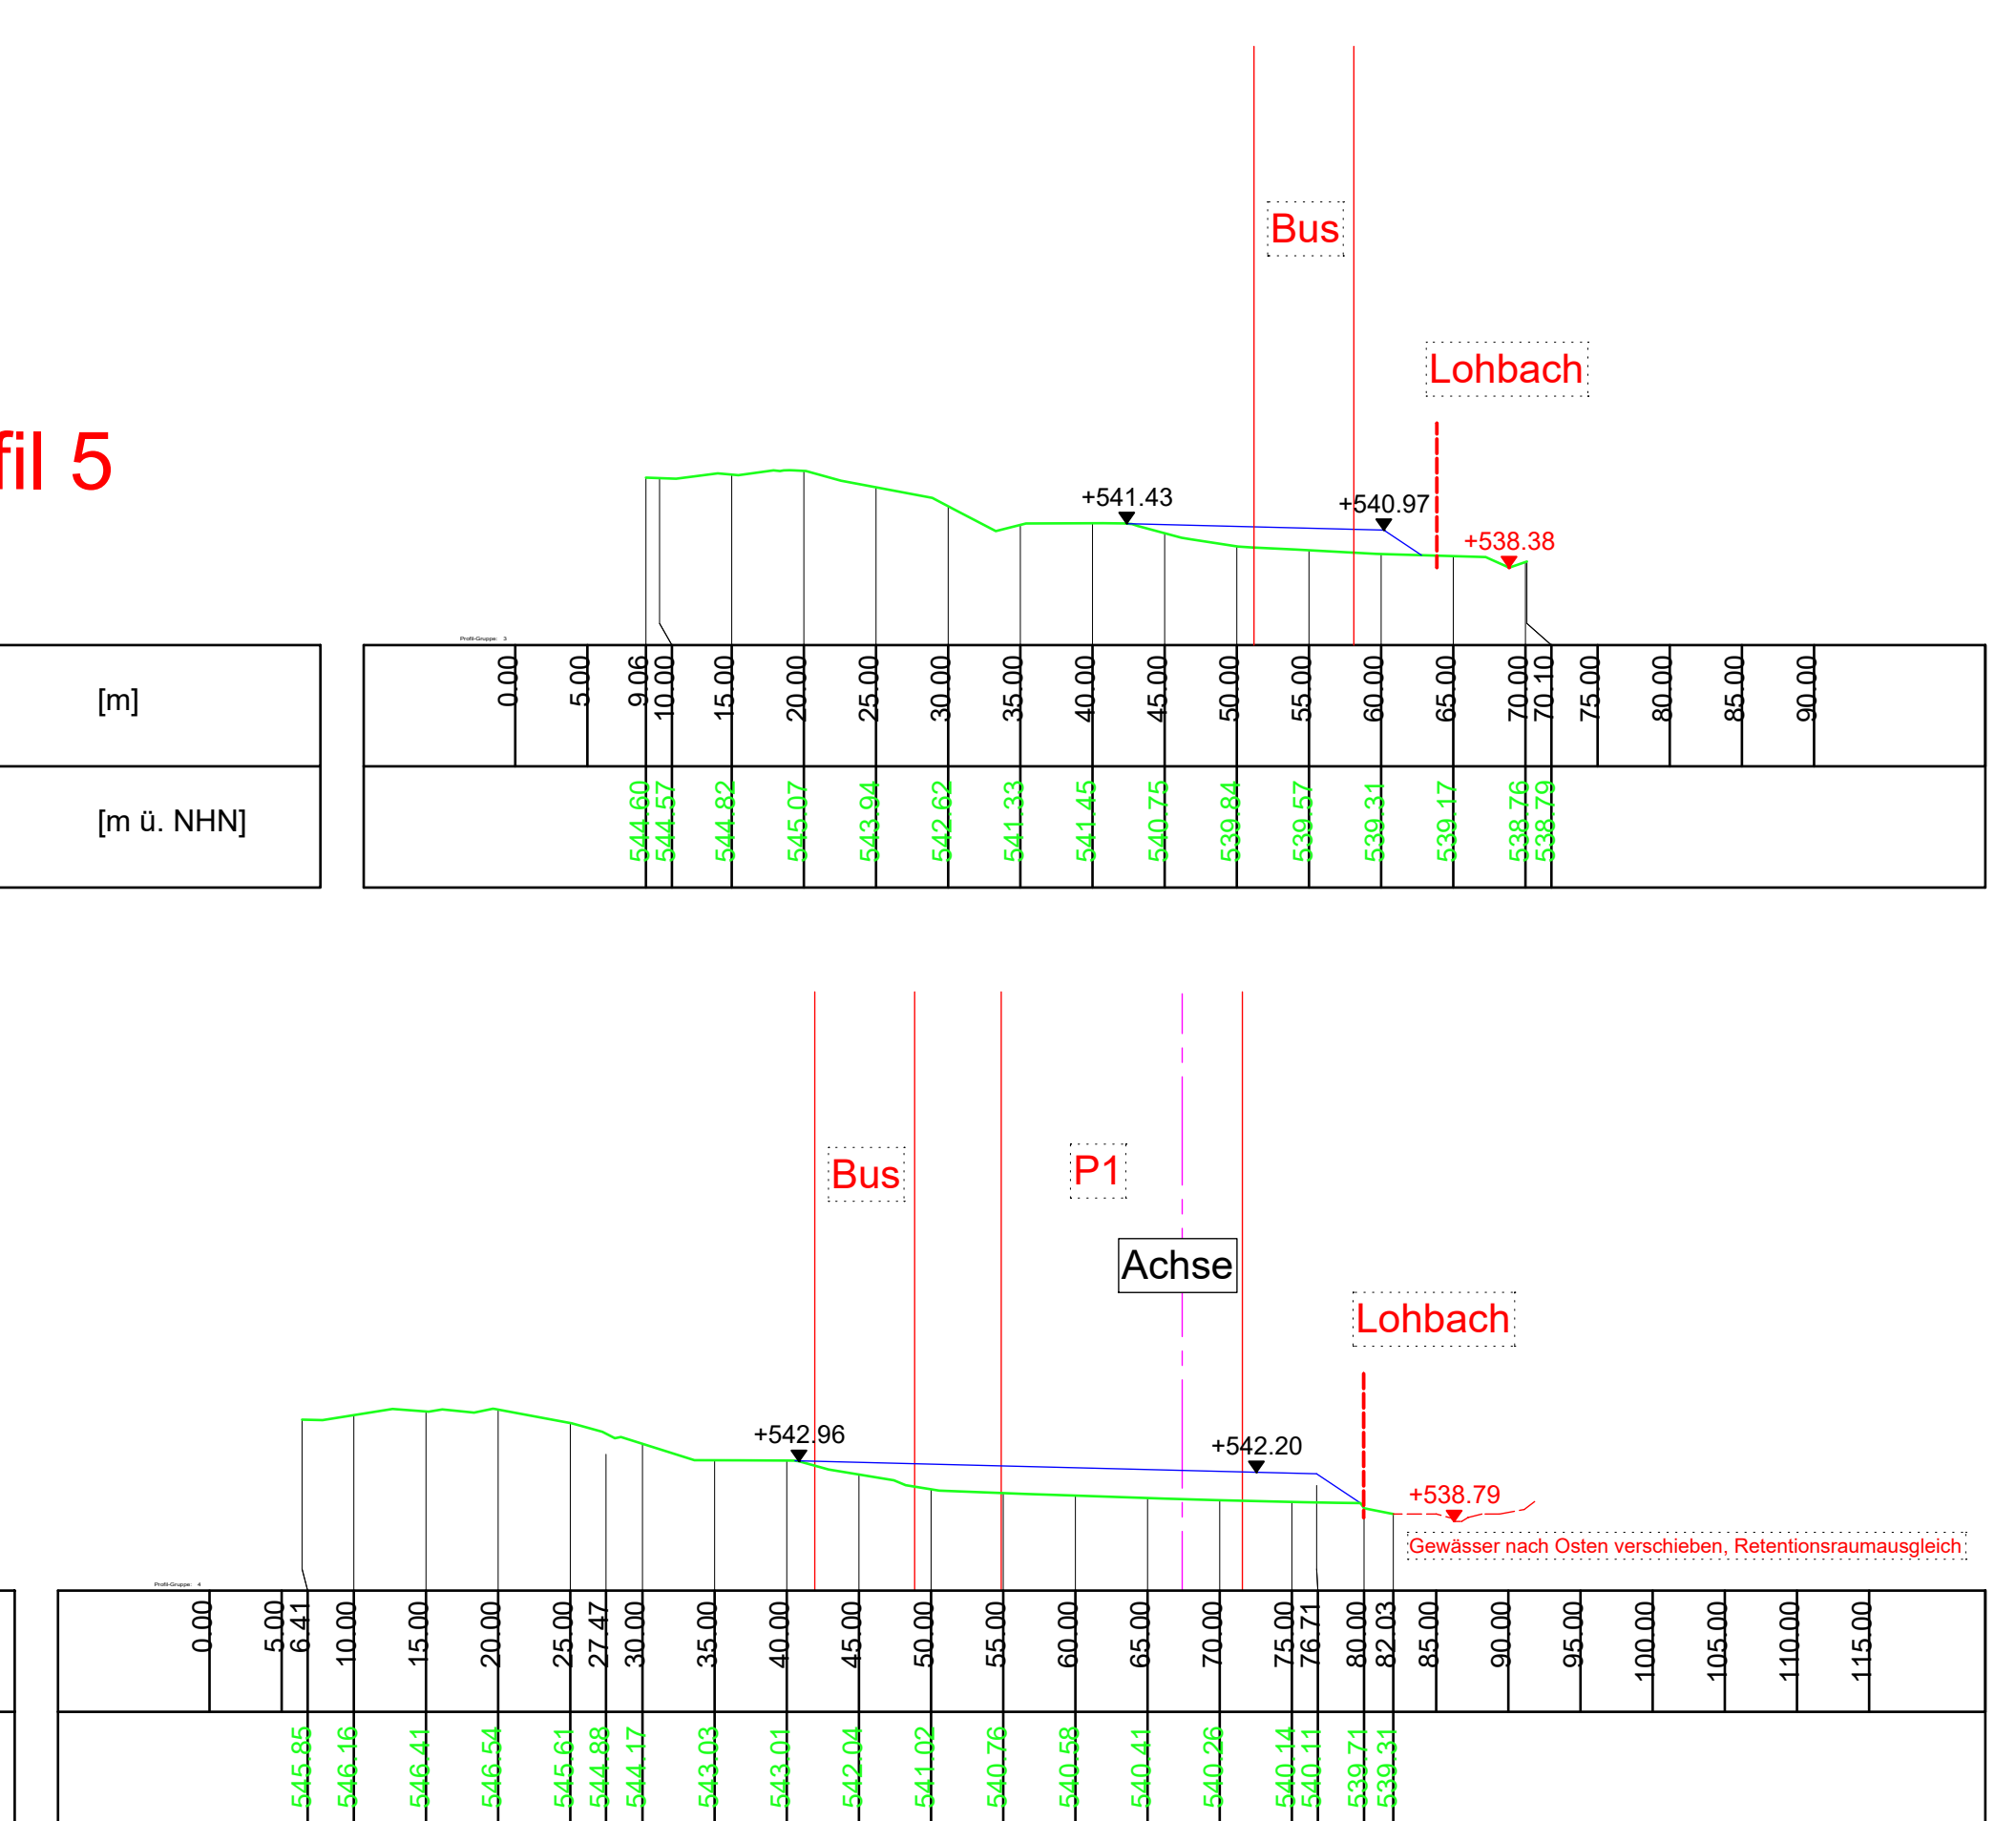 Bus
Lohbach
fil 5
+541.43
+540.97
+538.38
Profil-Gruppe: 3
[m]
0.00 5.00 9.06 10.00 15.00 20.00 25.00 30.00 35.00 40.00 45.00 50.00 55.00 60.00 65.00 70.00 70.10 75.00 80.00 85.00 90.00
[m ü. NHN]
544.60 544.57 544.82 545.07 543.94 542.62 541.33 541.45 540.75 539.84 539.57 539.31 539.17 538.76 538.79
Bus
P1
Achse
Lohbach
+542.96
+542.20
+538.79
Gewässer nach Osten verschieben, Retentionsraumausgleich
Profil-Gruppe: 4
0.00 5.00 6.41 10.00 15.00 20.00 25.00 27.47 30.00 35.00 40.00 45.00 50.00 55.00 60.00 65.00 70.00 75.00 76.71 80.00 82.03 85.00 90.00 95.00 100.00 105.00 110.00 115.00
545.85 546.16 546.41 546.54 545.61 544.88 544.17 543.03 543.01 542.04 541.02 540.76 540.58 540.41 540.26 540.14 540.11 539.71 539.31